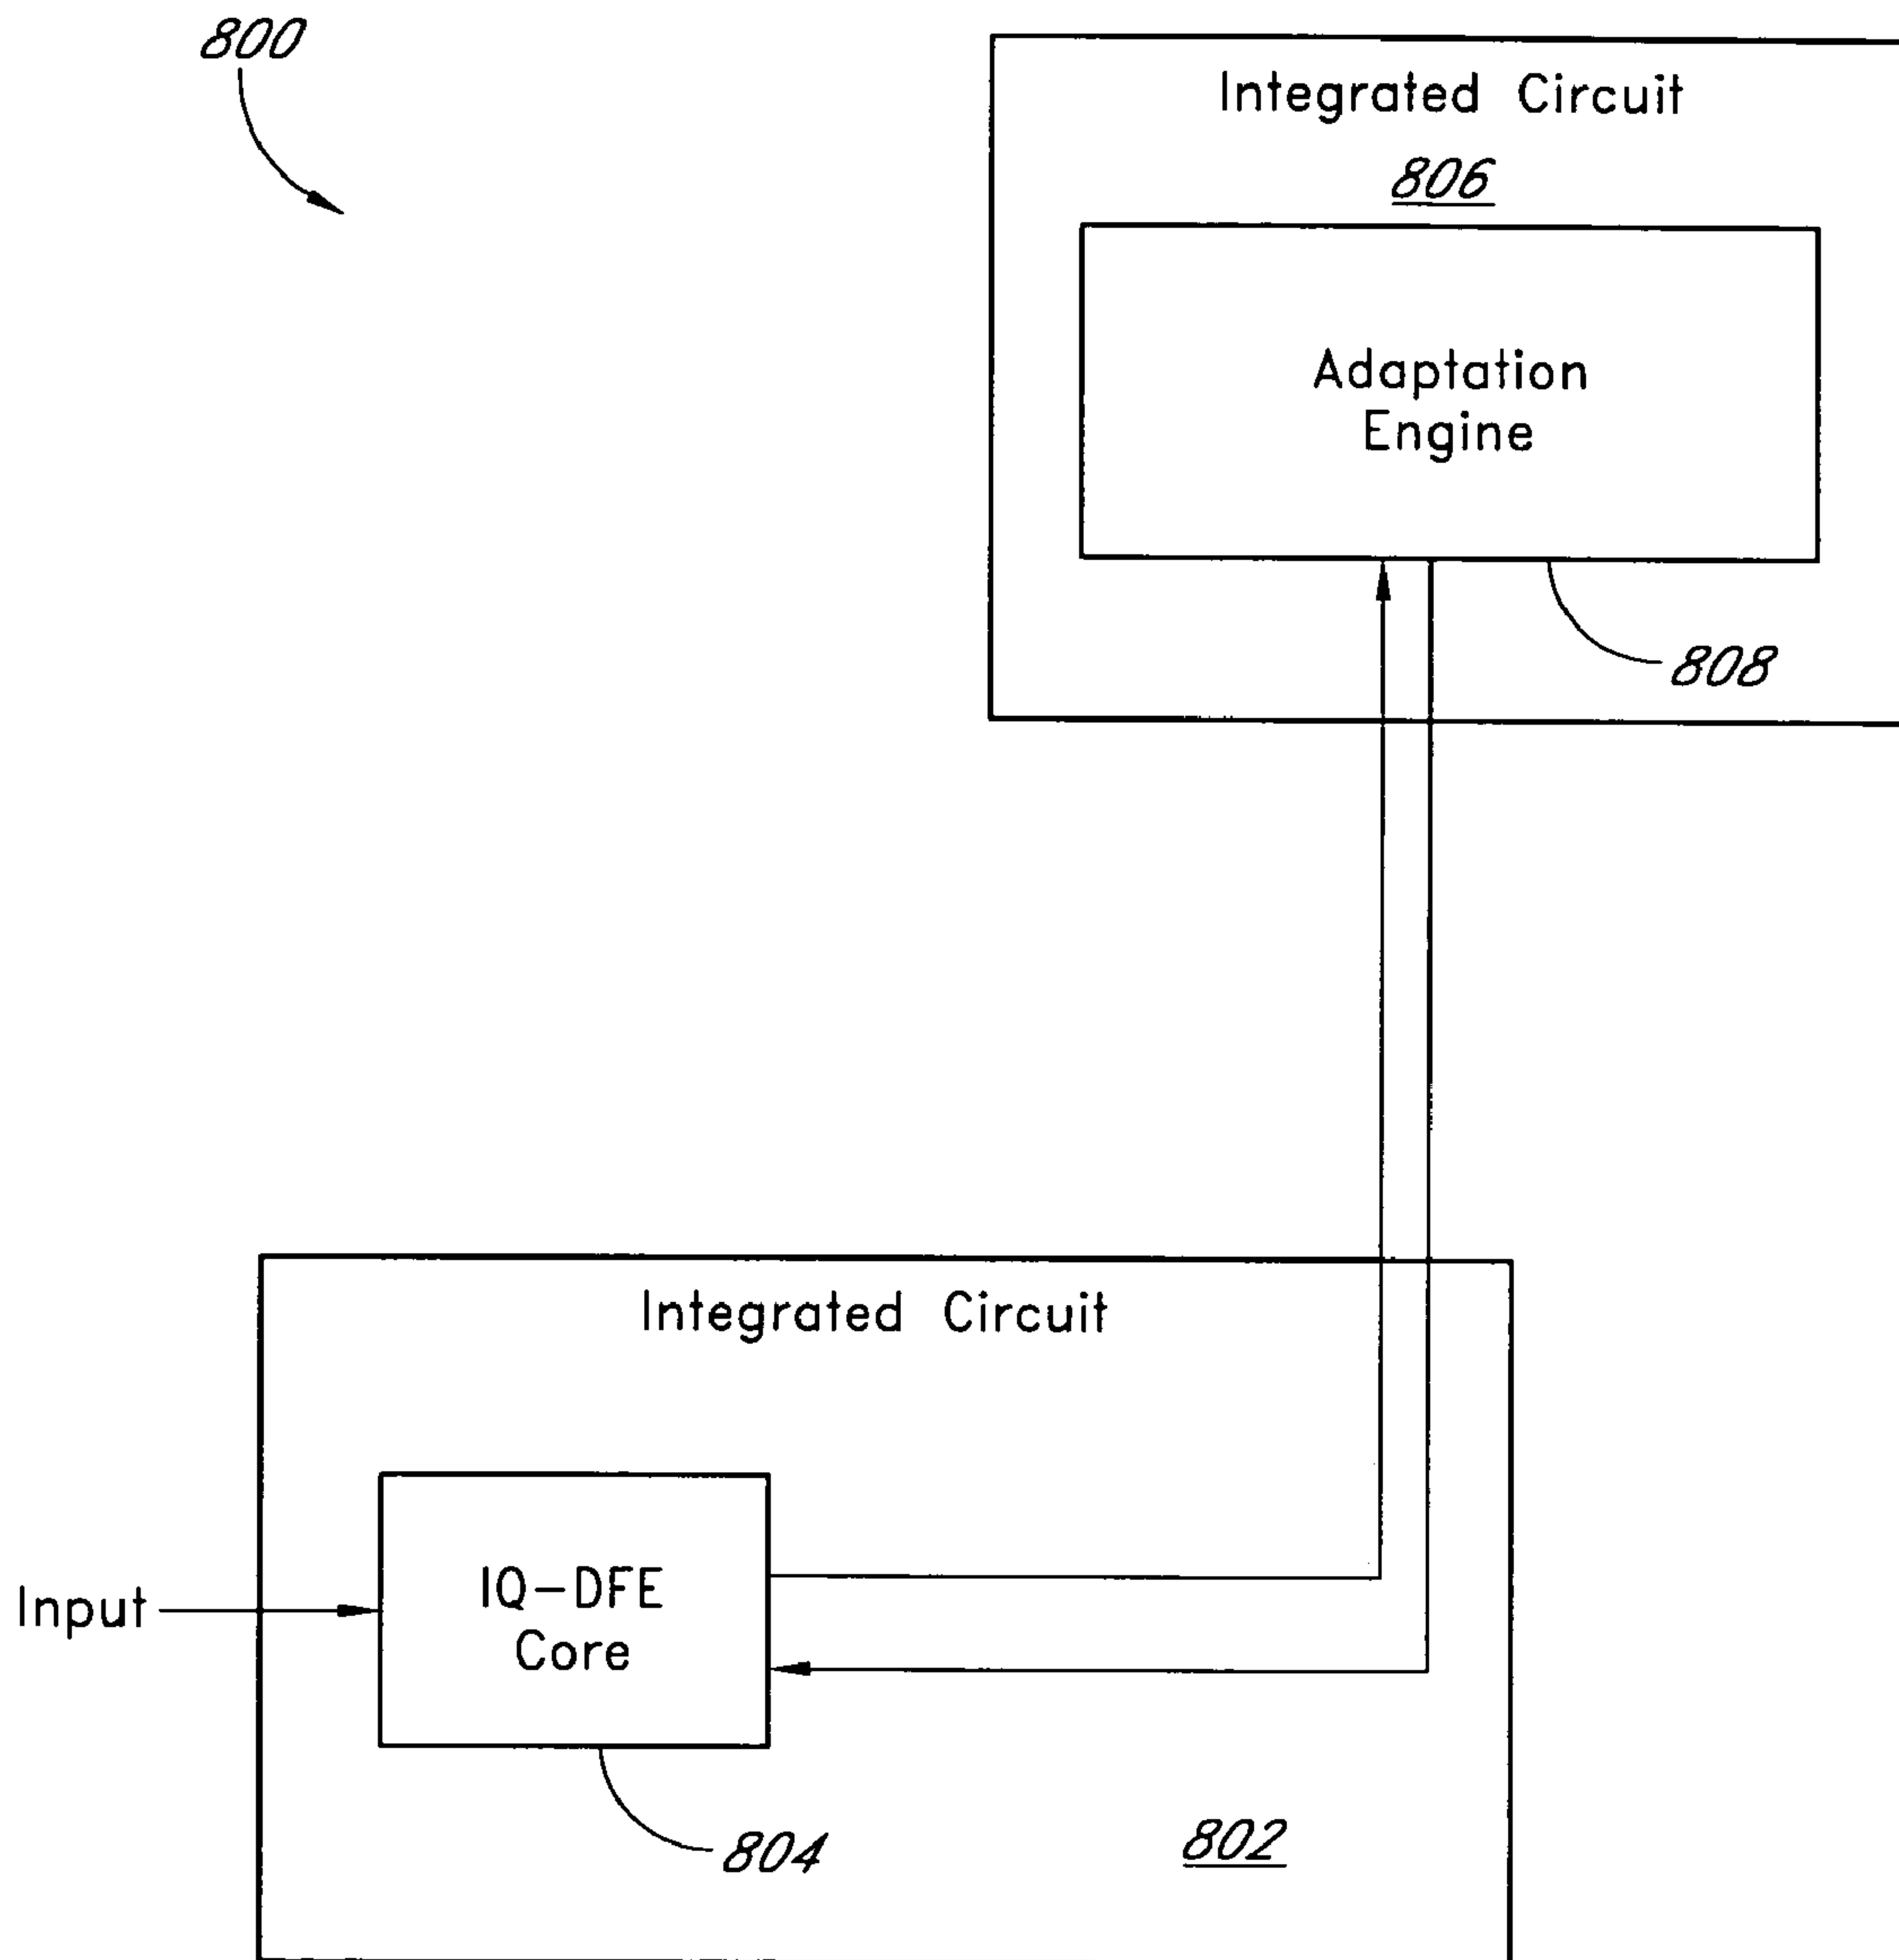 800
Integrated Circuit
806
Adaptation
Engine
808
Integrated Circuit
Input
IQ-DFE
Core
804
802